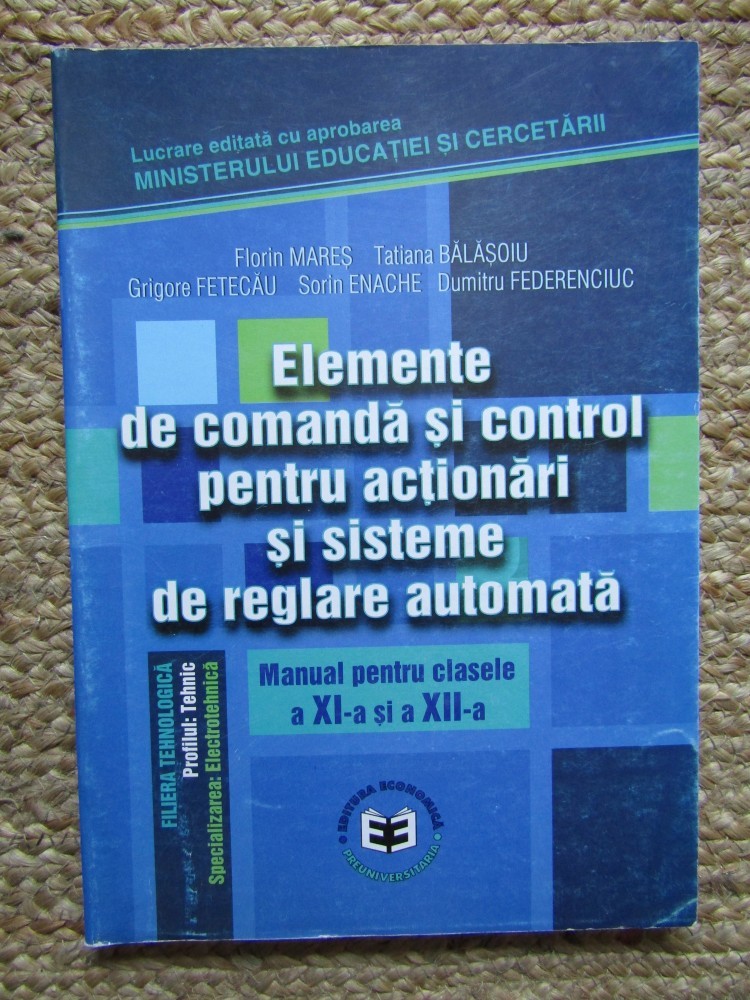 Lucrare editată cu aprobarea
MINISTERULUI EDUCAȚIEI ȘI CERCETĂRII
Florin MAREȘ Tatiana BĂLĂȘOIU
Grigore FETECĂU Sorin ENACHE Dumitru FEDERENCIUC
Elemente
de comandă și control
pentru acționări
și sisteme
de reglare automată
Manual pentru clasele
a XI-a și a XII-a
FILIERA TEHNOLOGICĂ
Profilul: Tehnic
Specializarea: Electrotehnică
EDITURA ECONOMICĂ
PREUNIVERSITARIA